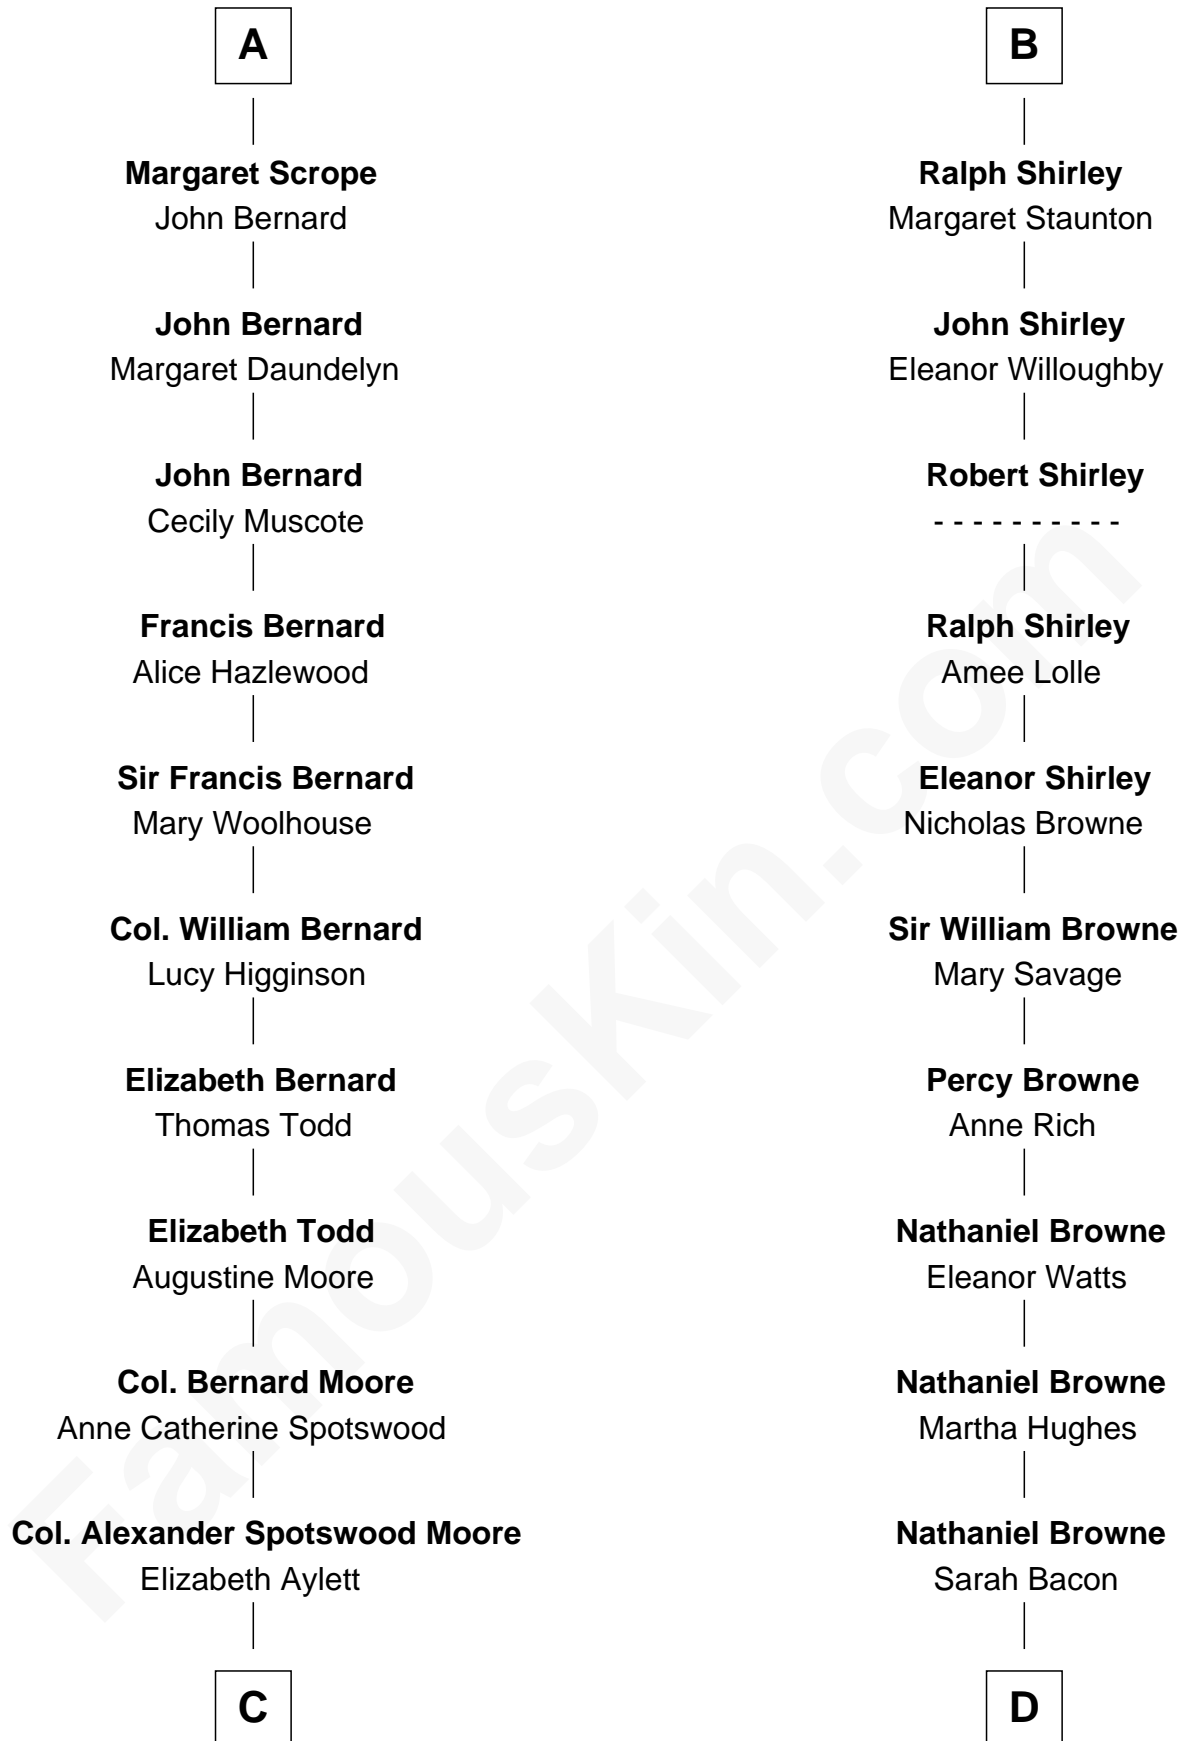 A
Margaret Scrope
John Bernard
John Bernard
Margaret Daundelyn
John Bernard
Cecily Muscote
Francis Bernard
Alice Hazlewood
Sir Francis Bernard
Mary Woolhouse
Col. William Bernard
Lucy Higginson
Elizabeth Bernard
Thomas Todd
Elizabeth Todd
Augustine Moore
Col. Bernard Moore
Anne Catherine Spotswood
Col. Alexander Spotswood Moore
Elizabeth Aylett
C
B
Ralph Shirley
Margaret Staunton
John Shirley
Eleanor Willoughby
Robert Shirley
- - - - - - - - - -
Ralph Shirley
Amee Lolle
Eleanor Shirley
Nicholas Browne
Sir William Browne
Mary Savage
Percy Browne
Anne Rich
Nathaniel Browne
Eleanor Watts
Nathaniel Browne
Martha Hughes
Nathaniel Browne
Sarah Bacon
D
FamousKin.com